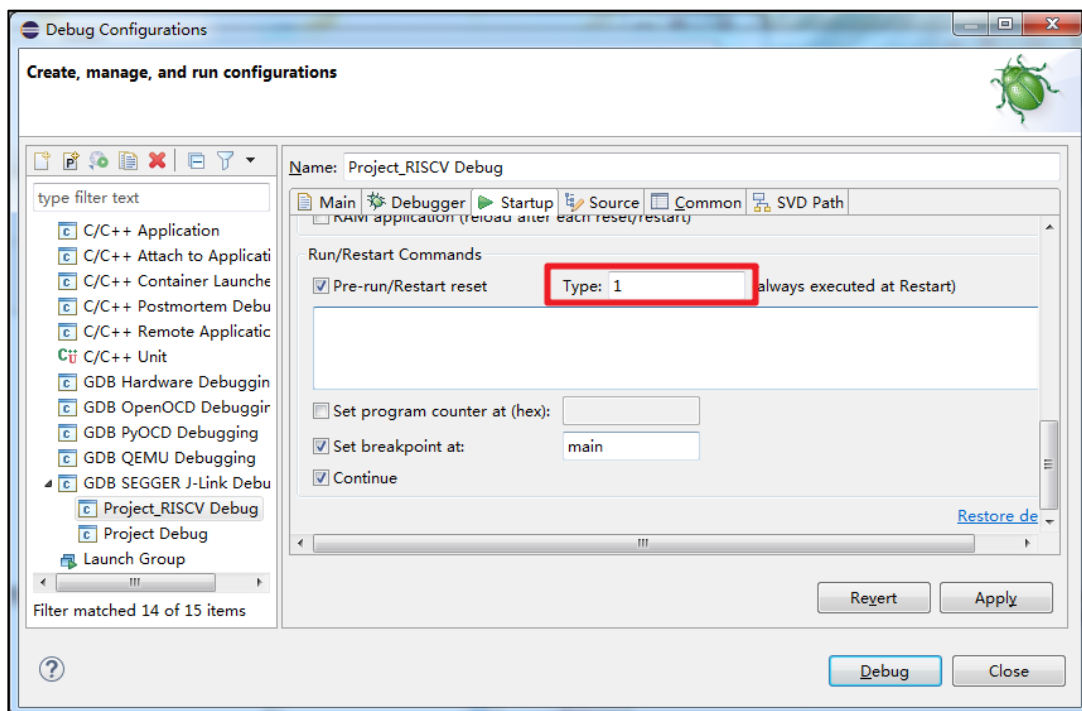 Debug Configurations
Create, manage, and run configurations
type filter text
C/C++ Application
C/C++ Attach to Applicati
C/C++ Container Launche
C/C++ Postmortem Debu
C/C++ Remote Applicatic
C/C++ Unit
GDB Hardware Debuggin
GDB OpenOCD Debuggir
GDB PyOCD Debugging
GDB QEMU Debugging
GDB SEGGER J-Link Debu
Project_RISCV Debug
Project Debug
Launch Group
Filter matched 14 of 15 items
Name: Project_RISCV Debug
Main Debugger Startup Source Common SVD Path
RAM application (reload after each reset/restart)
Run/Restart Commands
Pre-run/Restart reset Type: 1 always executed at Restart)
Set program counter at (hex):
Set breakpoint at: main
Continue
Restore de
Revert Apply
Debug Close